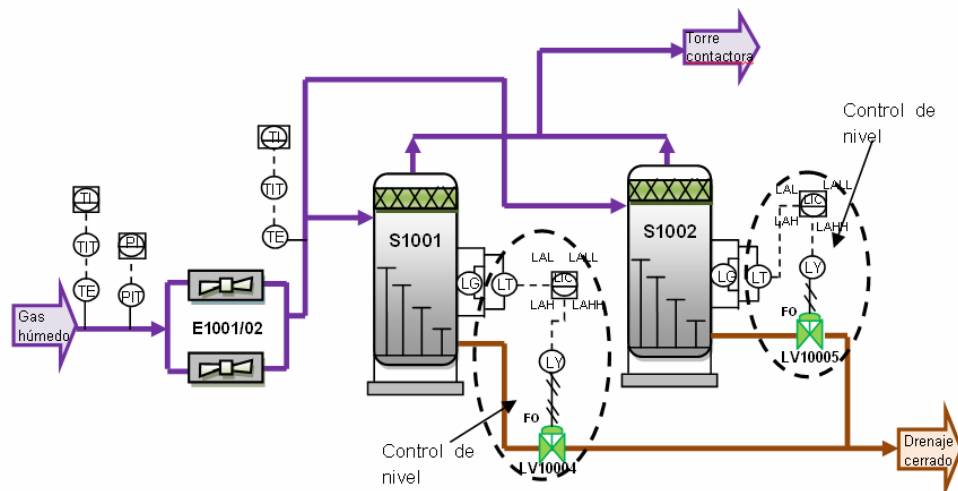 Torre
contactora
Control de
nivel
TI
TIT
TE
TI
TIT
TE
PI
PIT
Gas
húmedo
E1001/02
S1001
LG
LT
LAL
LALL
LIC
LAH
LAHH
LY
FO
LV10004
Control de
nivel
S1002
LG
LT
LAL
LALL
LIC
LAH
LAHH
LY
FO
LV10005
Drenaje
cerrado